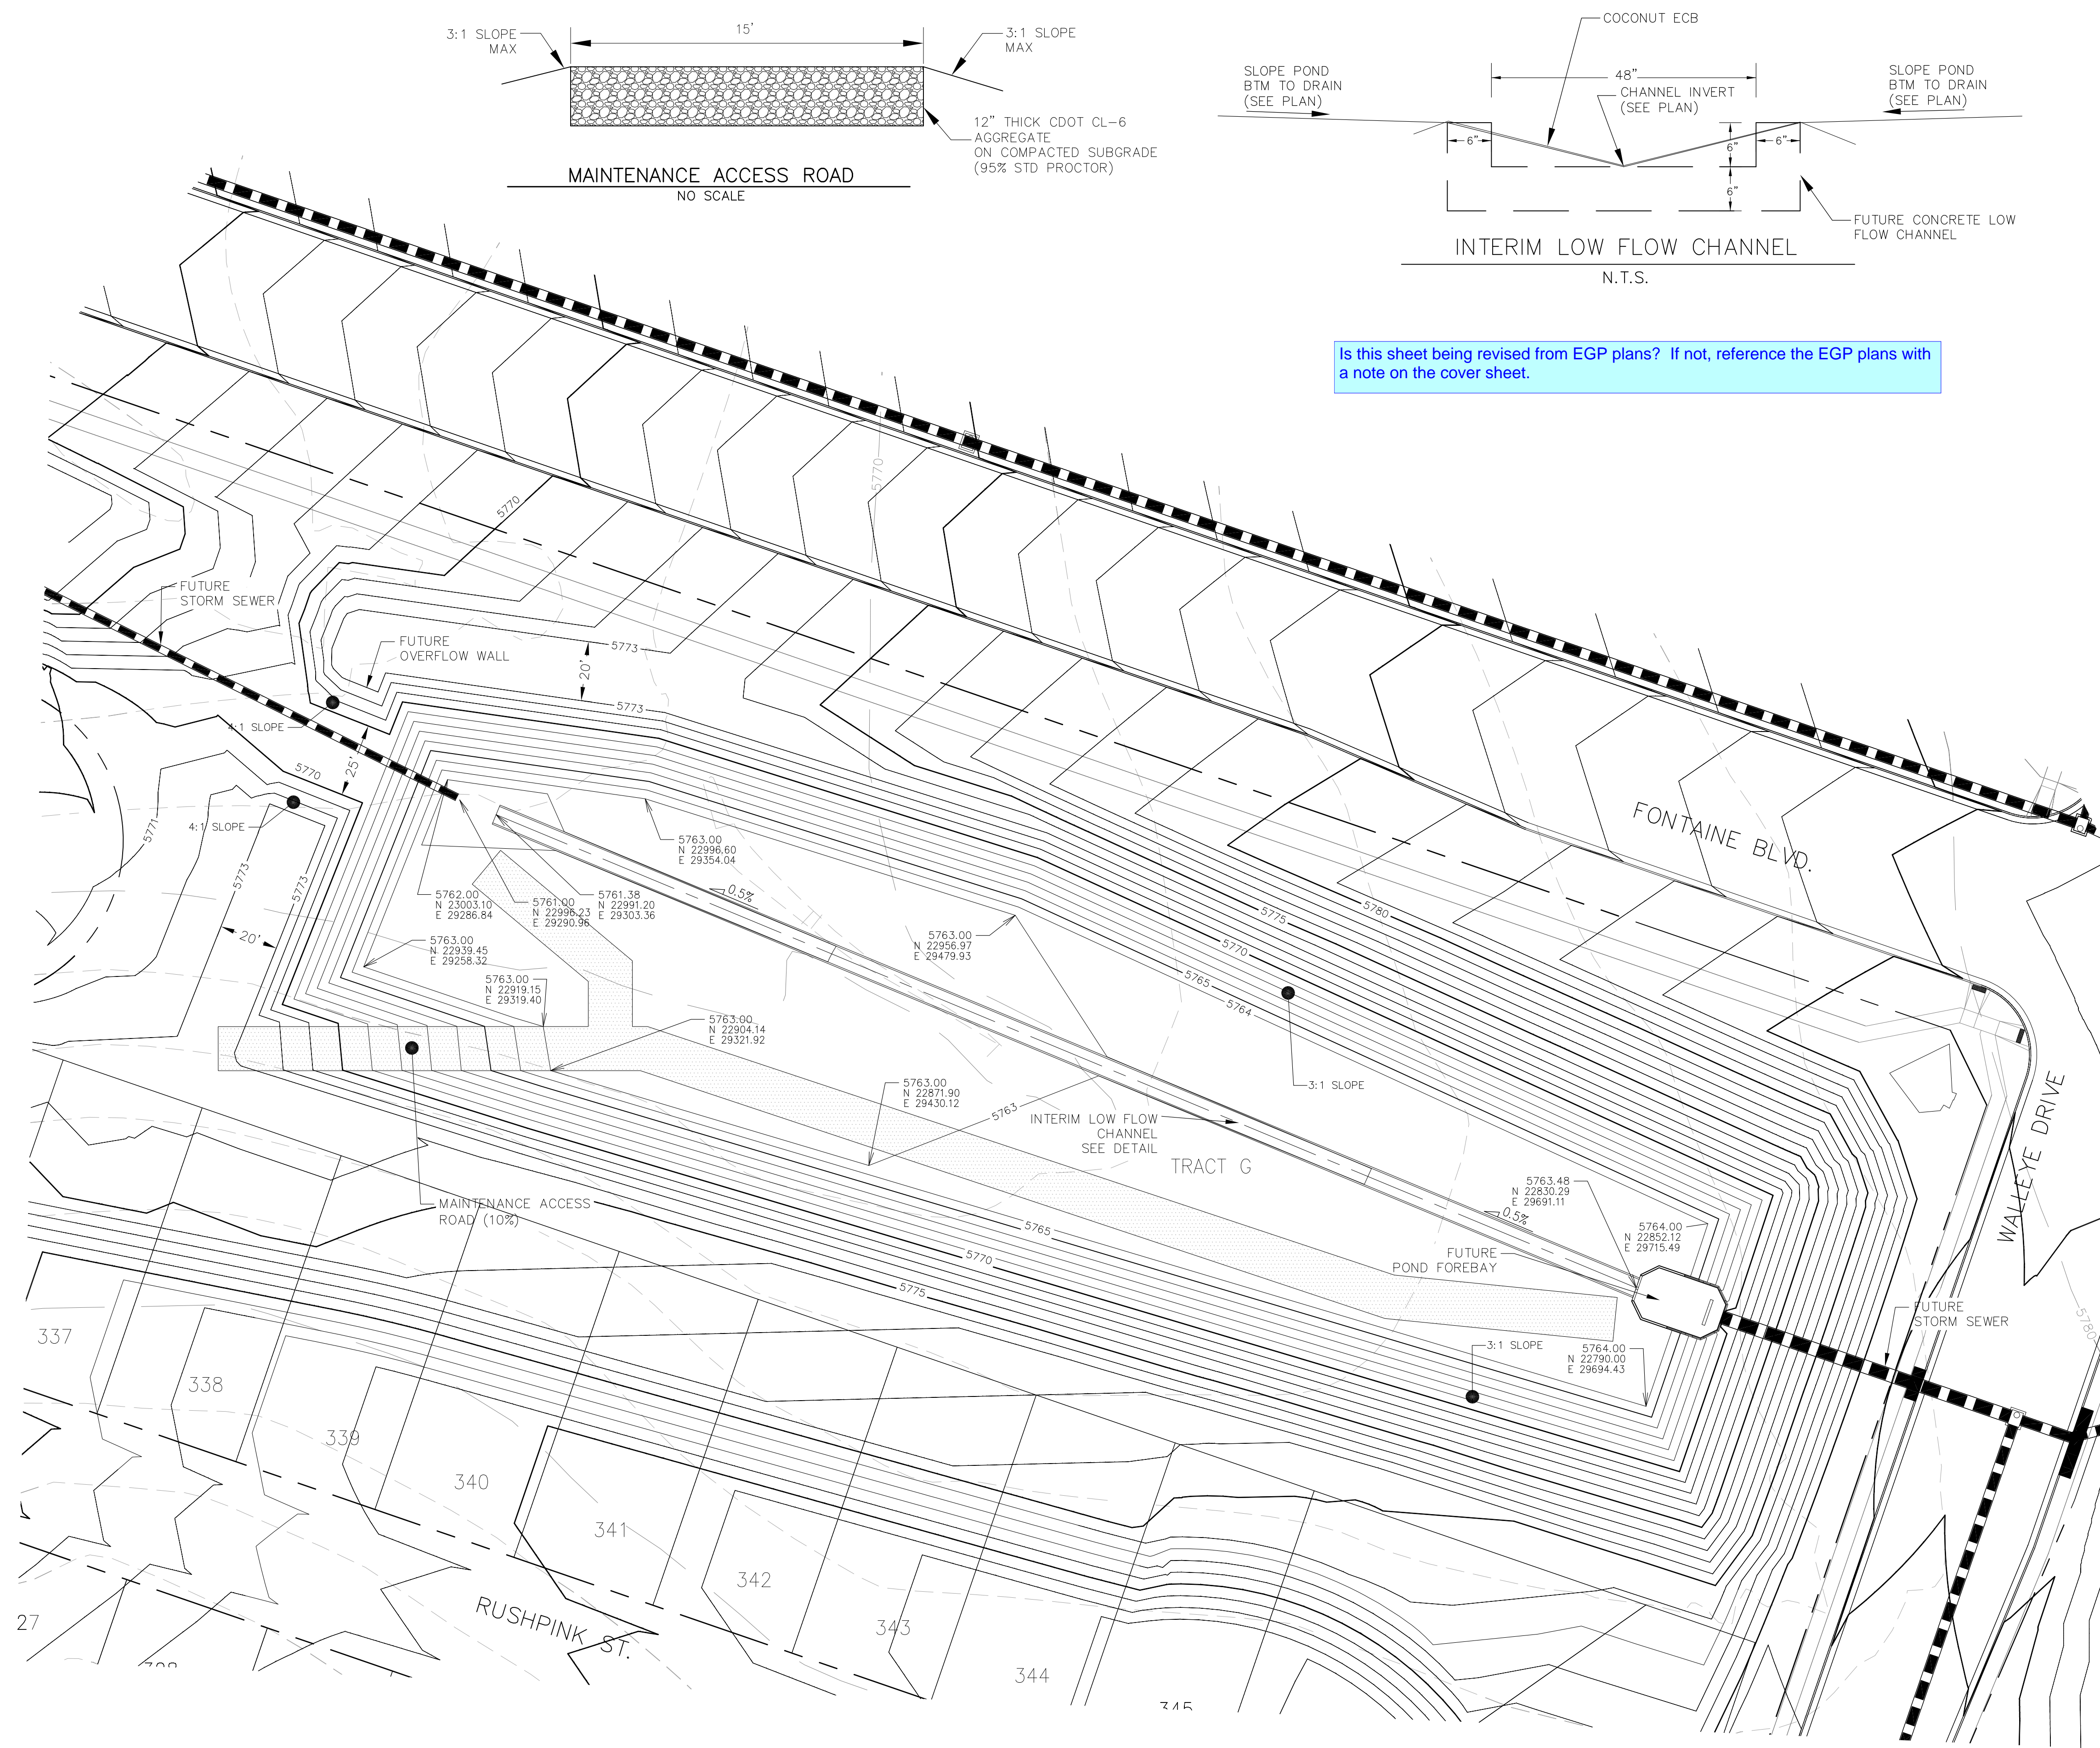 3:1 SLOPE
MAX
15'
3:1 SLOPE
MAX
12" THICK CDOT CL-6
AGGREGATE
ON COMPACTED SUBGRADE
(95% STD PROCTOR)
MAINTENANCE ACCESS ROAD
NO SCALE
COCONUT ECB
SLOPE POND
BTM TO DRAIN
(SEE PLAN)
48"
CHANNEL INVERT
(SEE PLAN)
SLOPE POND
BTM TO DRAIN
(SEE PLAN)
6"
6"
6"
6"
FUTURE CONCRETE LOW
FLOW CHANNEL
INTERIM LOW FLOW CHANNEL
N.T.S.
Is this sheet being revised from EGP plans? If not, reference the EGP plans with
a note on the cover sheet.
5770
5770
FUTURE
STORM SEWER
FUTURE
OVERFLOW WALL
5773
20'
5773
4:1 SLOPE
25'
5770
4:1 SLOPE
5771
5773
5773
20'
FONTAINE BLVD.
5763.00
N 22996.60
E 29354.04
0.5%
5762.00
N 23003.10
E 29286.84
5761.00
N 22996.23
E 29290.96
5761.38
N 22991.20
E 29303.36
5763.00
N 22939.45
E 29258.32
5763.00
N 22919.15
E 29319.40
5763.00
N 22956.97
E 29479.93
5780
5775
5770
5765
5764
5763.00
N 22904.14
E 29321.92
3:1 SLOPE
5763.00
N 22871.90
E 29430.12
5763
INTERIM LOW FLOW
CHANNEL
SEE DETAIL
TRACT G
WALLEYE DRIVE
MAINTENANCE ACCESS
ROAD (10%)
5763.48
N 22830.29
E 29691.11
0.5%
5764.00
N 22852.12
E 29715.49
5765
5770
5775
FUTURE
POND FOREBAY
FUTURE
STORM SEWER
5780
3:1 SLOPE
5764.00
N 22790.00
E 29694.43
337
338
339
340
341
342
343
344
345
27
RUSHPINK ST.